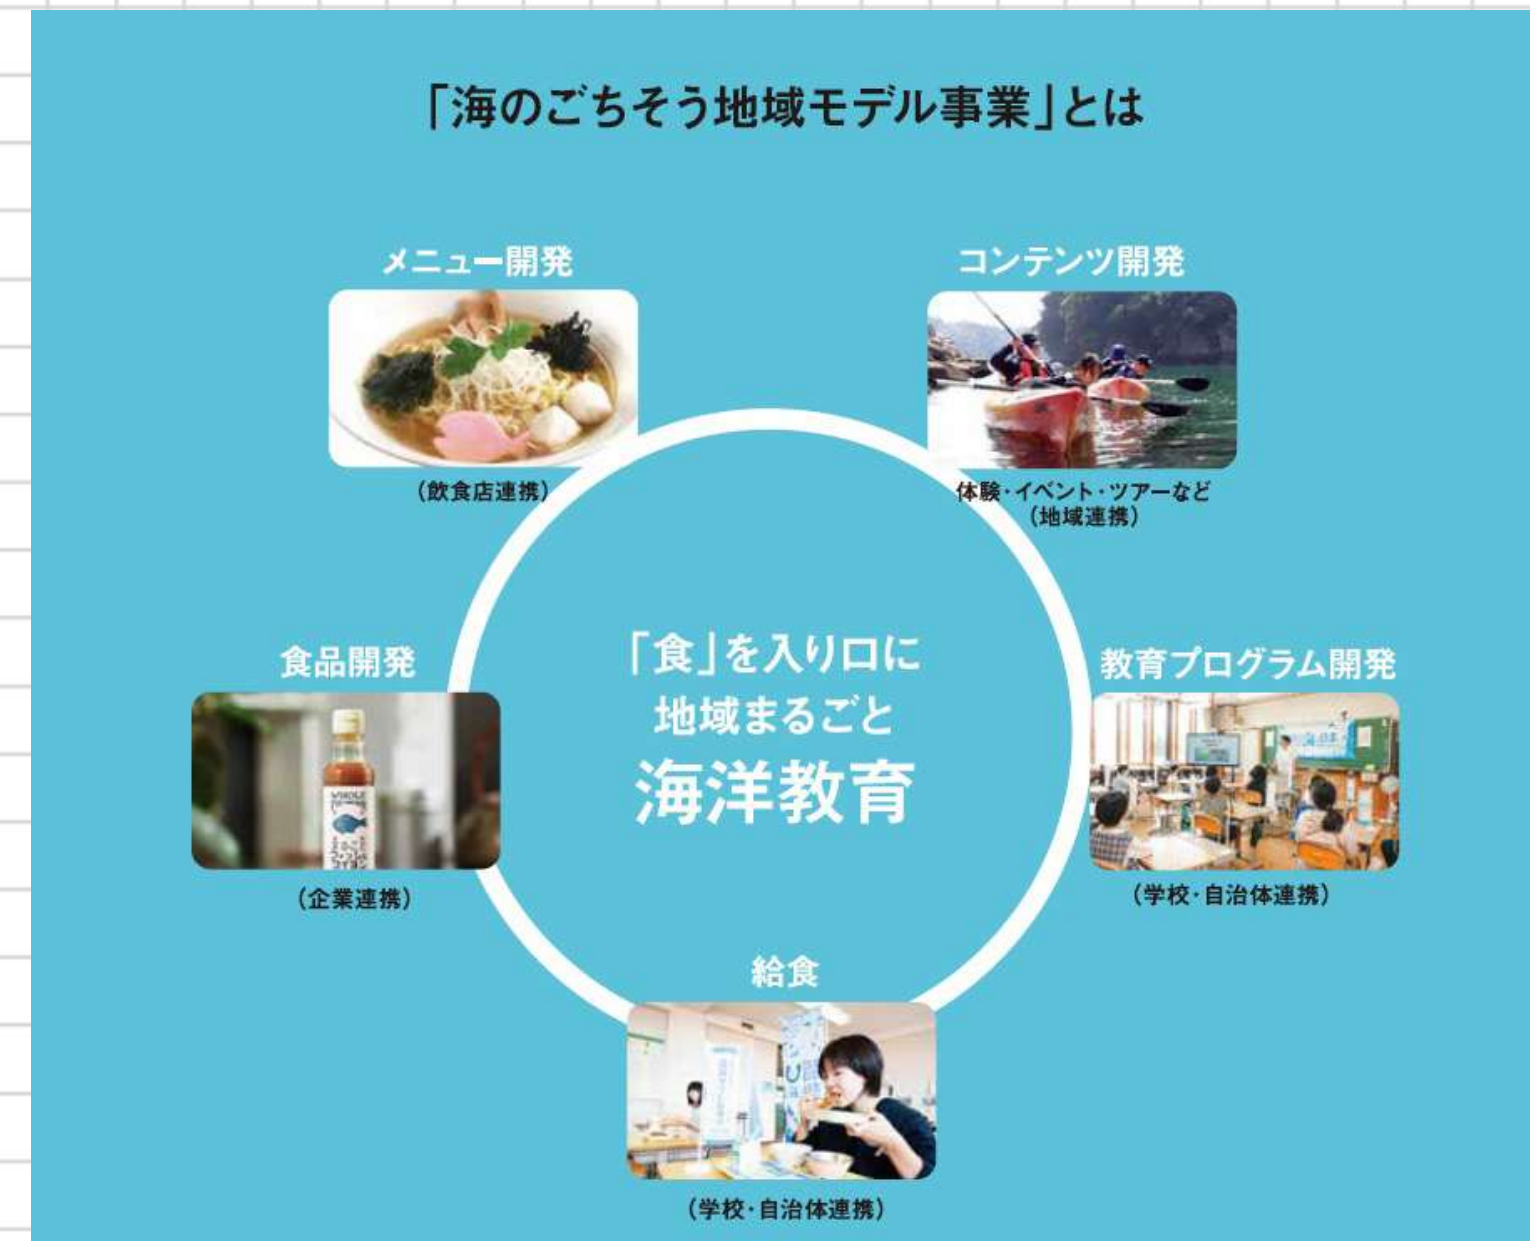 「海のごちそう地域モデル事業」とは
メニュー開発
(飲食店連携)
コンテンツ開発
体験・イベント・ツアーなど
(地域連携)
食品開発
WHOLE
(企業連携)
「食」を入り口に
地域まるごと
海洋教育
教育プログラム開発
(学校・自治体連携)
給食
(学校・自治体連携)